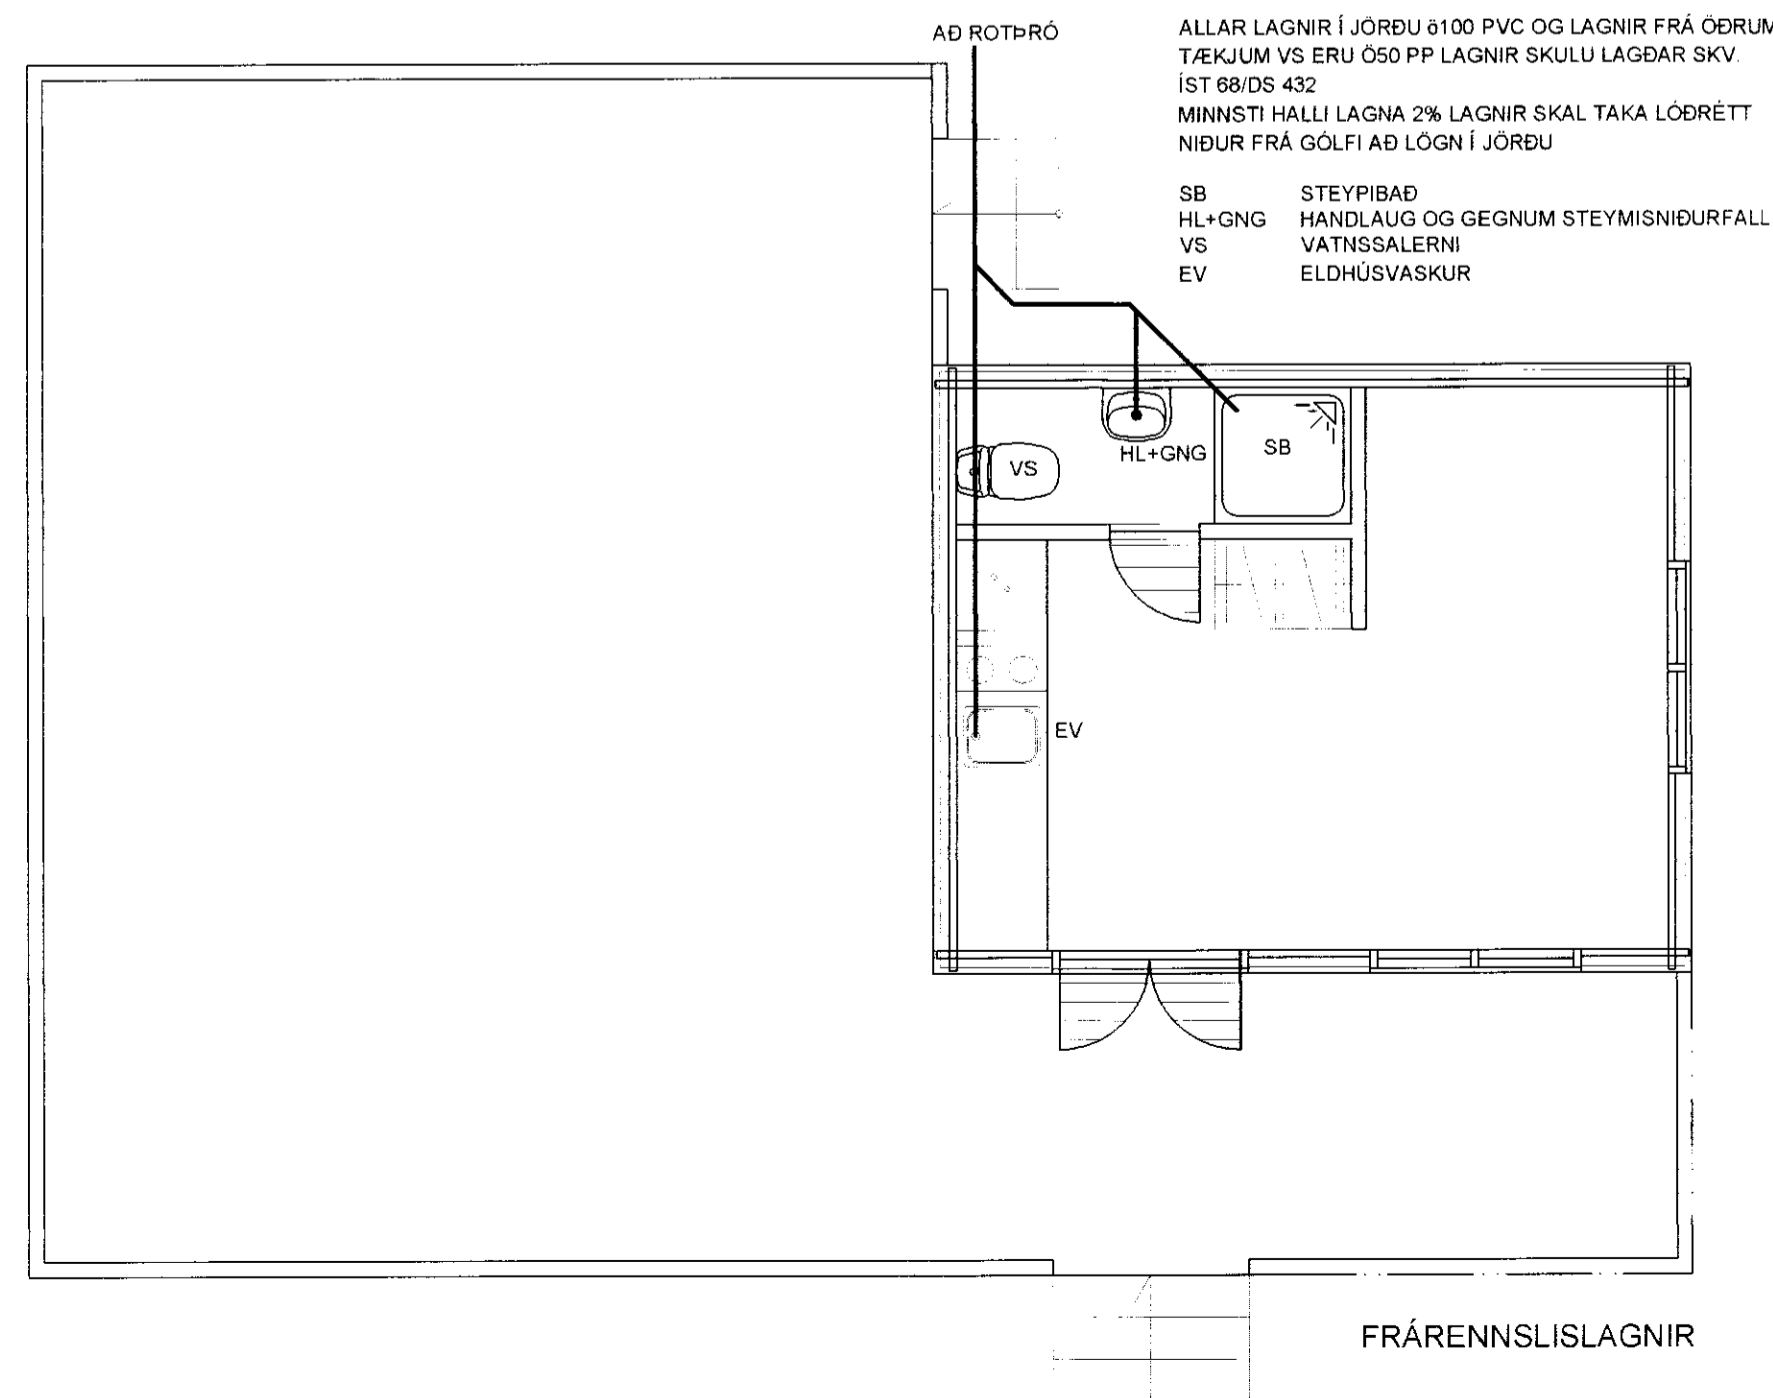 AÐ ROTÞRÓ
ALLAR LAGNIR Í JÖRÐU ö100 PVC OG LAGNIR FRÁ ÖÐRUM
TÆKJUM VS ERU Ö50 PP LAGNIR SKULU LAGÐAR SKV.
ÍST 68/DS 432
MINNSTI HALLI LAGNA 2% LAGNIR SKAL TAKA LÓÐRÉTT
NIÐUR FRÁ GÓLFI AÐ LÖGN Í JÖRÐU
SB STEYPIBAÐ
HL+GNG HANDLAUG OG GEGNUM STEYMISNIÐURFALL
VS VATNSSALERNI
EV ELDHÚSVASKUR
HL+GNG
SB
VS
EV
FRÁRENNSLISLAGNIR